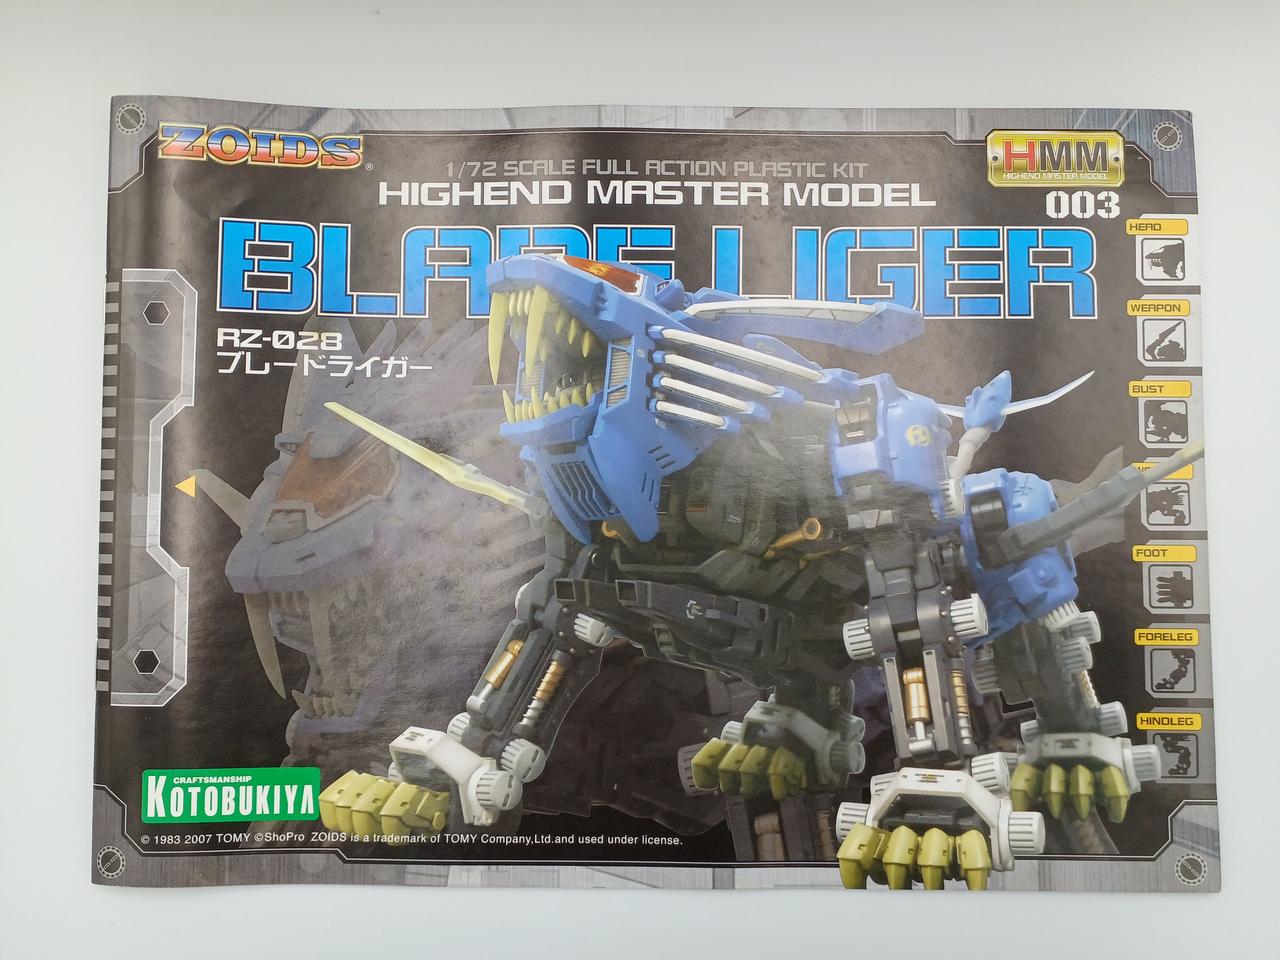 ZOIDS®
1/72 SCALE FULL ACTION PLASTIC KIT
HIGHEND MASTER MODEL
HMM
HIGHEND MASTER MODEL
003
BLADE LIGER
RZ-028
ブレードライガー
HEAD
WEAPON
BUST
FOOT
FORELEG
HINDLEG
CRAFTSMANSHIP
KOTOBUKIYA
© 1983 2007 TOMY ©ShoPro ZOIDS is a trademark of TOMY Company,Ltd.and used under license.